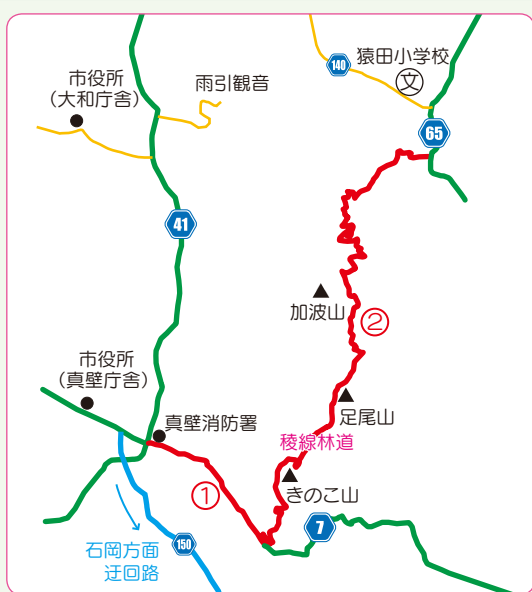 猿田小学校
140
文
市役所
(大和庁舎)
雨引観音
65
41
加波山
②
市役所
(真壁庁舎)
真壁消防署
足尾山
稜線林道
①
きのこ山
7
石岡方面
迂回路
150